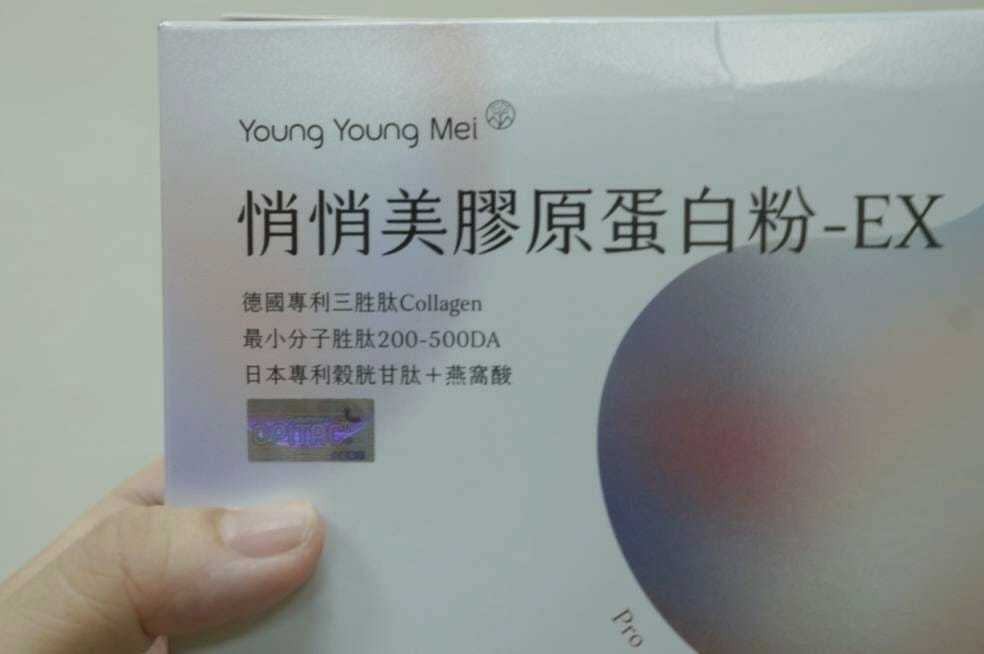 Young Young Mei
悄悄美膠原蛋白粉-EX
德國專利三胜肽Collagen
最小分子胜肽200-500DA
日本專利穀胱甘肽＋燕窩酸
OPITAC
Pro